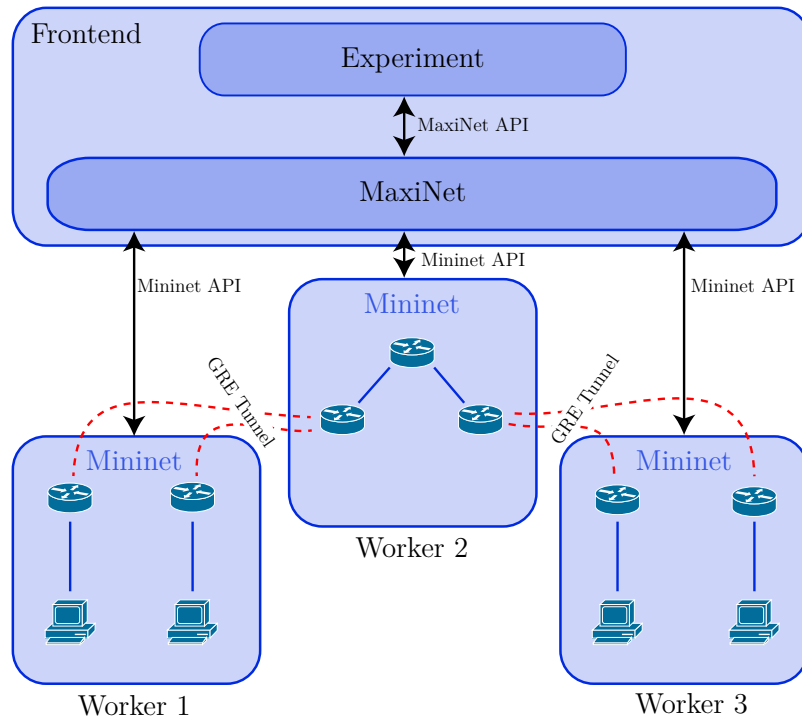 Frontend
Experiment
MaxiNet API
MaxiNet
Mininet API
Mininet API
Mininet API
Mininet
GRE Tunnel
GRE Tunnel
Mininet
Mininet
Worker 2
Worker 1
Worker 3